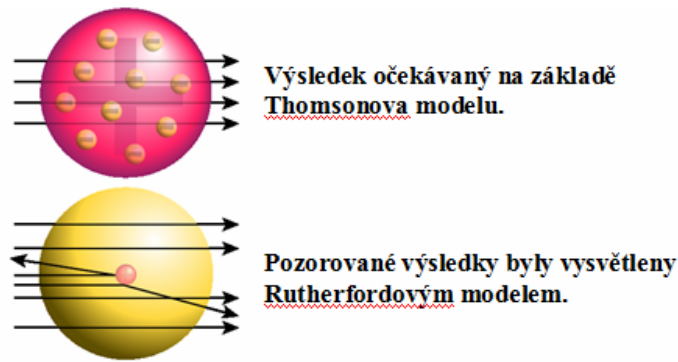 Výsledek očekávaný na základě
Thomsonova modelu.
Pozorované výsledky byly vysvětleny
Rutherfordovým modelem.